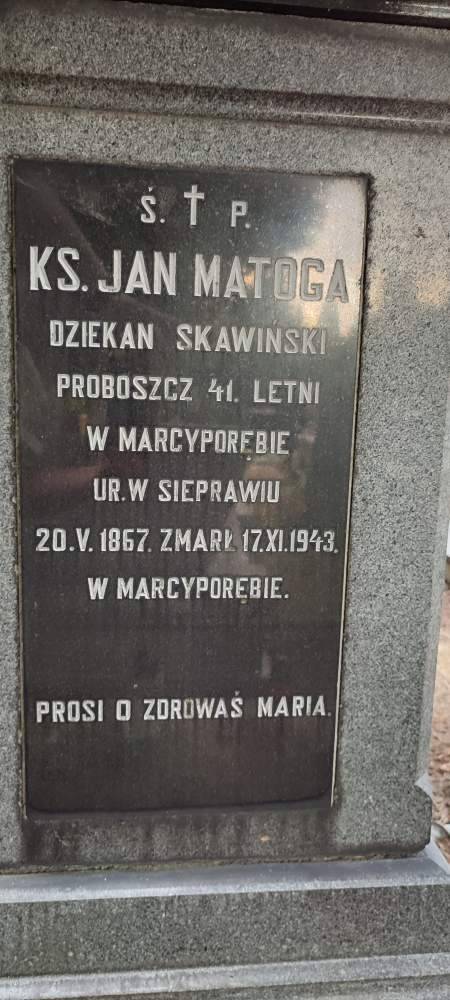 Ś. † P.
KS. JAN MATOGA
DZIEKAN SKAWIŃSKI
PROBOSZCZ 41. LETNI
W MARCYPORĘBIE
UR. W SIEPRAWIU
20.V. 1867. ZMARŁ 17.XI.1943.
W MARCYPORĘBIE.
PROSI O ZDROWAŚ MARIA.